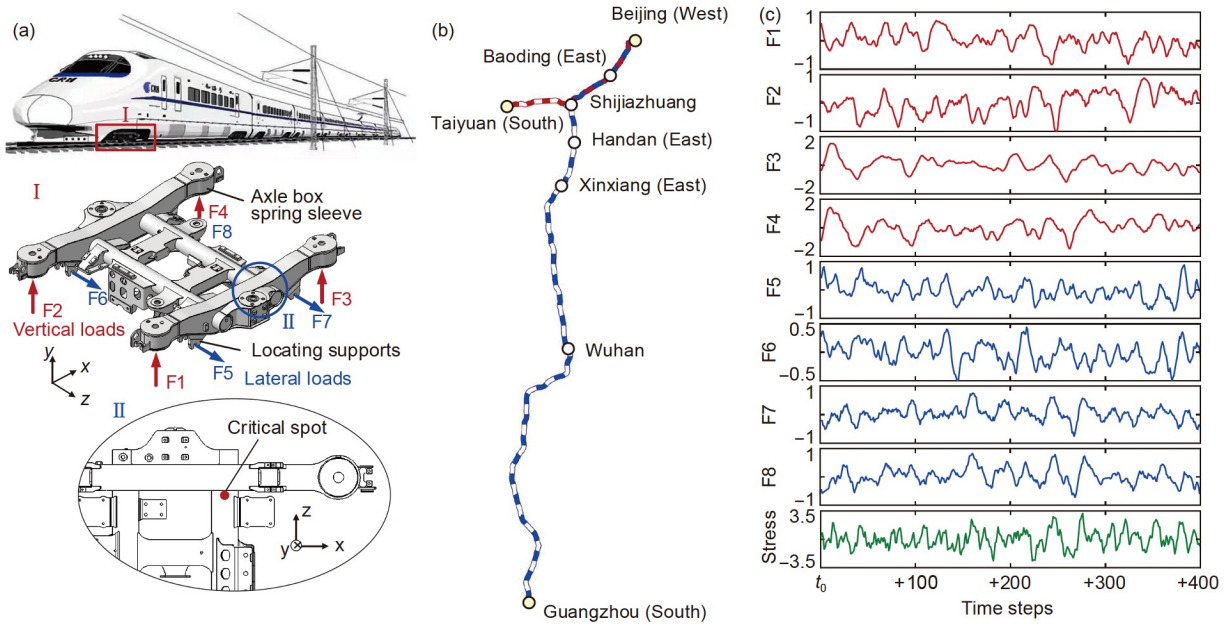 (a)
CRH
CRH
I
I
Axle box
spring sleeve
F4
F8
F2
F6
F3
F7
II
Vertical loads
Locating supports
F1
F5
Lateral loads
y
x
z
II
Critical spot
z
y
x
(b)
Beijing (West)
Baoding (East)
Shijiazhuang
Taiyuan (South)
Handan (East)
Xinxiang (East)
Wuhan
Guangzhou (South)
(c)
F1
1
−1
F2
1
−1
F3
2
−2
F4
2
−2
F5
1
−1
F6
0.5
−0.5
F7
1
−1
F8
1
−1
Stress
3.5
−3.5
t0
+100
+200
+300
+400
Time steps